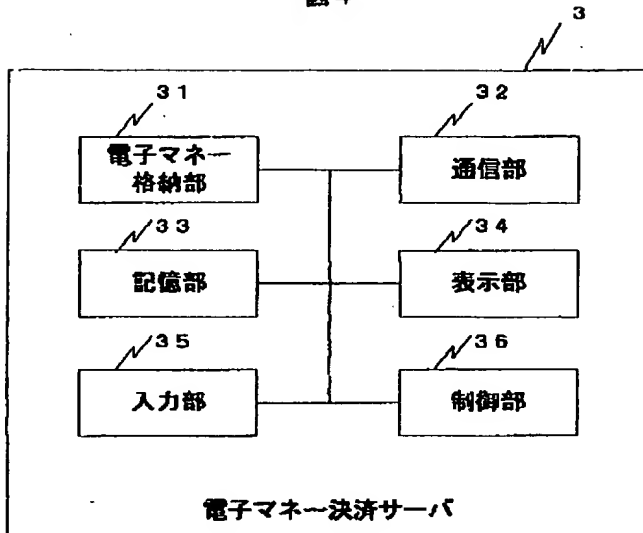 3
31
32
電子マネー
格納部
通信部
33
34
記憶部
表示部
35
36
入力部
制御部
電子マネー決済サーバ